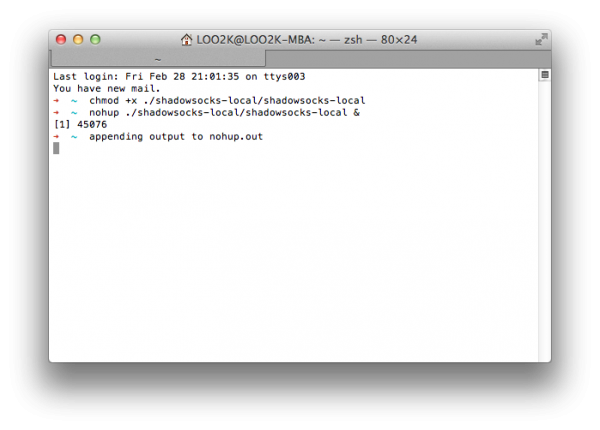 LOO2K@LOO2K-MBA: ~ — zsh — 80×24
~
Last login: Fri Feb 28 21:01:35 on ttys003
You have new mail.
➜  ~  chmod +x ./shadowsocks-local/shadowsocks-local
➜  ~  nohup ./shadowsocks-local/shadowsocks-local &
[1] 45076
➜  ~  appending output to nohup.out